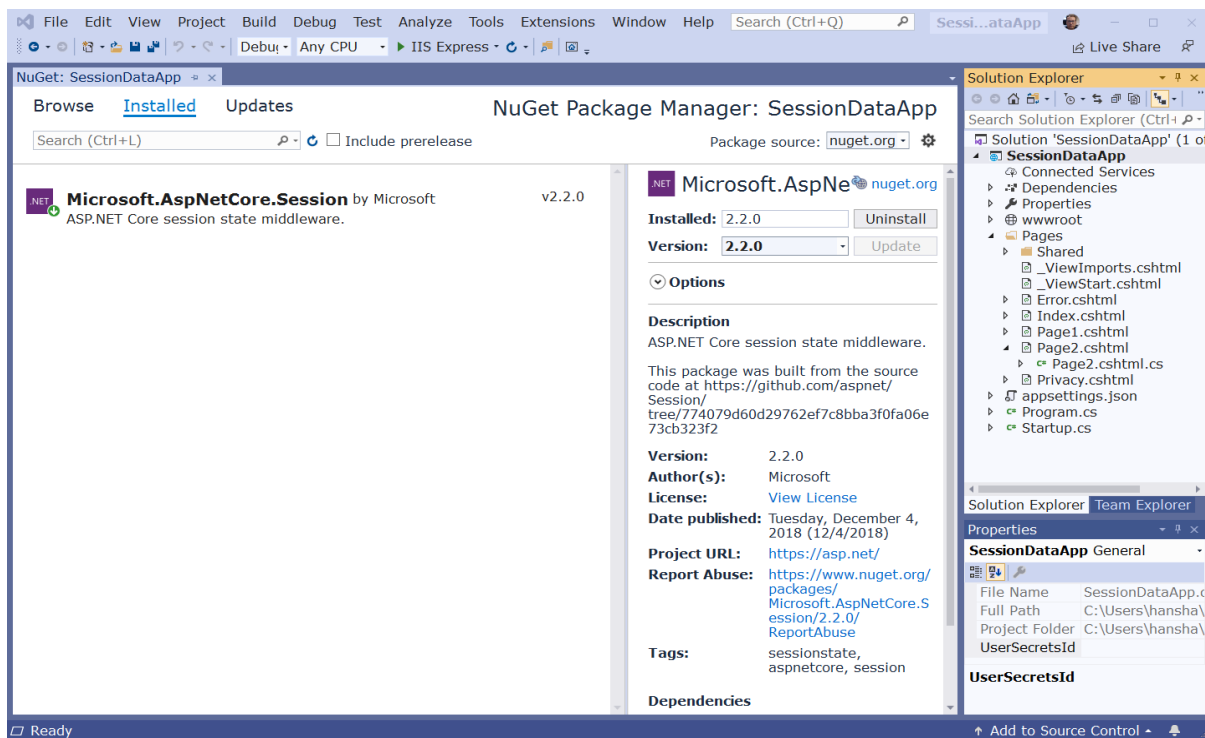 File Edit View Project Build Debug Test Analyze Tools Extensions Window Help Search (Ctrl+Q) Sessi...ataApp
Debu Any CPU IIS Express Live Share
NuGet: SessionDataApp
Browse Installed Updates
NuGet Package Manager: SessionDataApp
Search (Ctrl+L) Include prerelease
Package source: nuget.org
.NET
Microsoft.AspNetCore.Session by Microsoft v2.2.0
ASP.NET Core session state middleware.
.NET
Microsoft.AspNe nuget.org
Installed: 2.2.0 Uninstall
Version: 2.2.0 Update
Options
Description
ASP.NET Core session state middleware.
This package was built from the source
code at https://github.com/aspnet/
Session/
tree/774079d60d29762ef7c8bba3f0fa06e
73cb323f2
Version: 2.2.0
Author(s): Microsoft
License: View License
Date published: Tuesday, December 4,
2018 (12/4/2018)
Project URL: https://asp.net/
Report Abuse: https://www.nuget.org/
packages/
Microsoft.AspNetCore.S
ession/2.2.0/
ReportAbuse
Tags: sessionstate,
aspnetcore, session
Dependencies
Solution Explorer
Search Solution Explorer (Ctrl+
Solution 'SessionDataApp' (1 of
SessionDataApp
Connected Services
Dependencies
Properties
wwwroot
Pages
Shared
_ViewImports.cshtml
_ViewStart.cshtml
Error.cshtml
Index.cshtml
Page1.cshtml
Page2.cshtml
C# Page2.cshtml.cs
Privacy.cshtml
appsettings.json
C# Program.cs
C# Startup.cs
Solution Explorer Team Explorer
Properties
SessionDataApp General
File Name SessionDataApp.c
Full Path C:\Users\hansha\
Project Folder C:\Users\hansha\
UserSecretsId
UserSecretsId
Ready
Add to Source Control